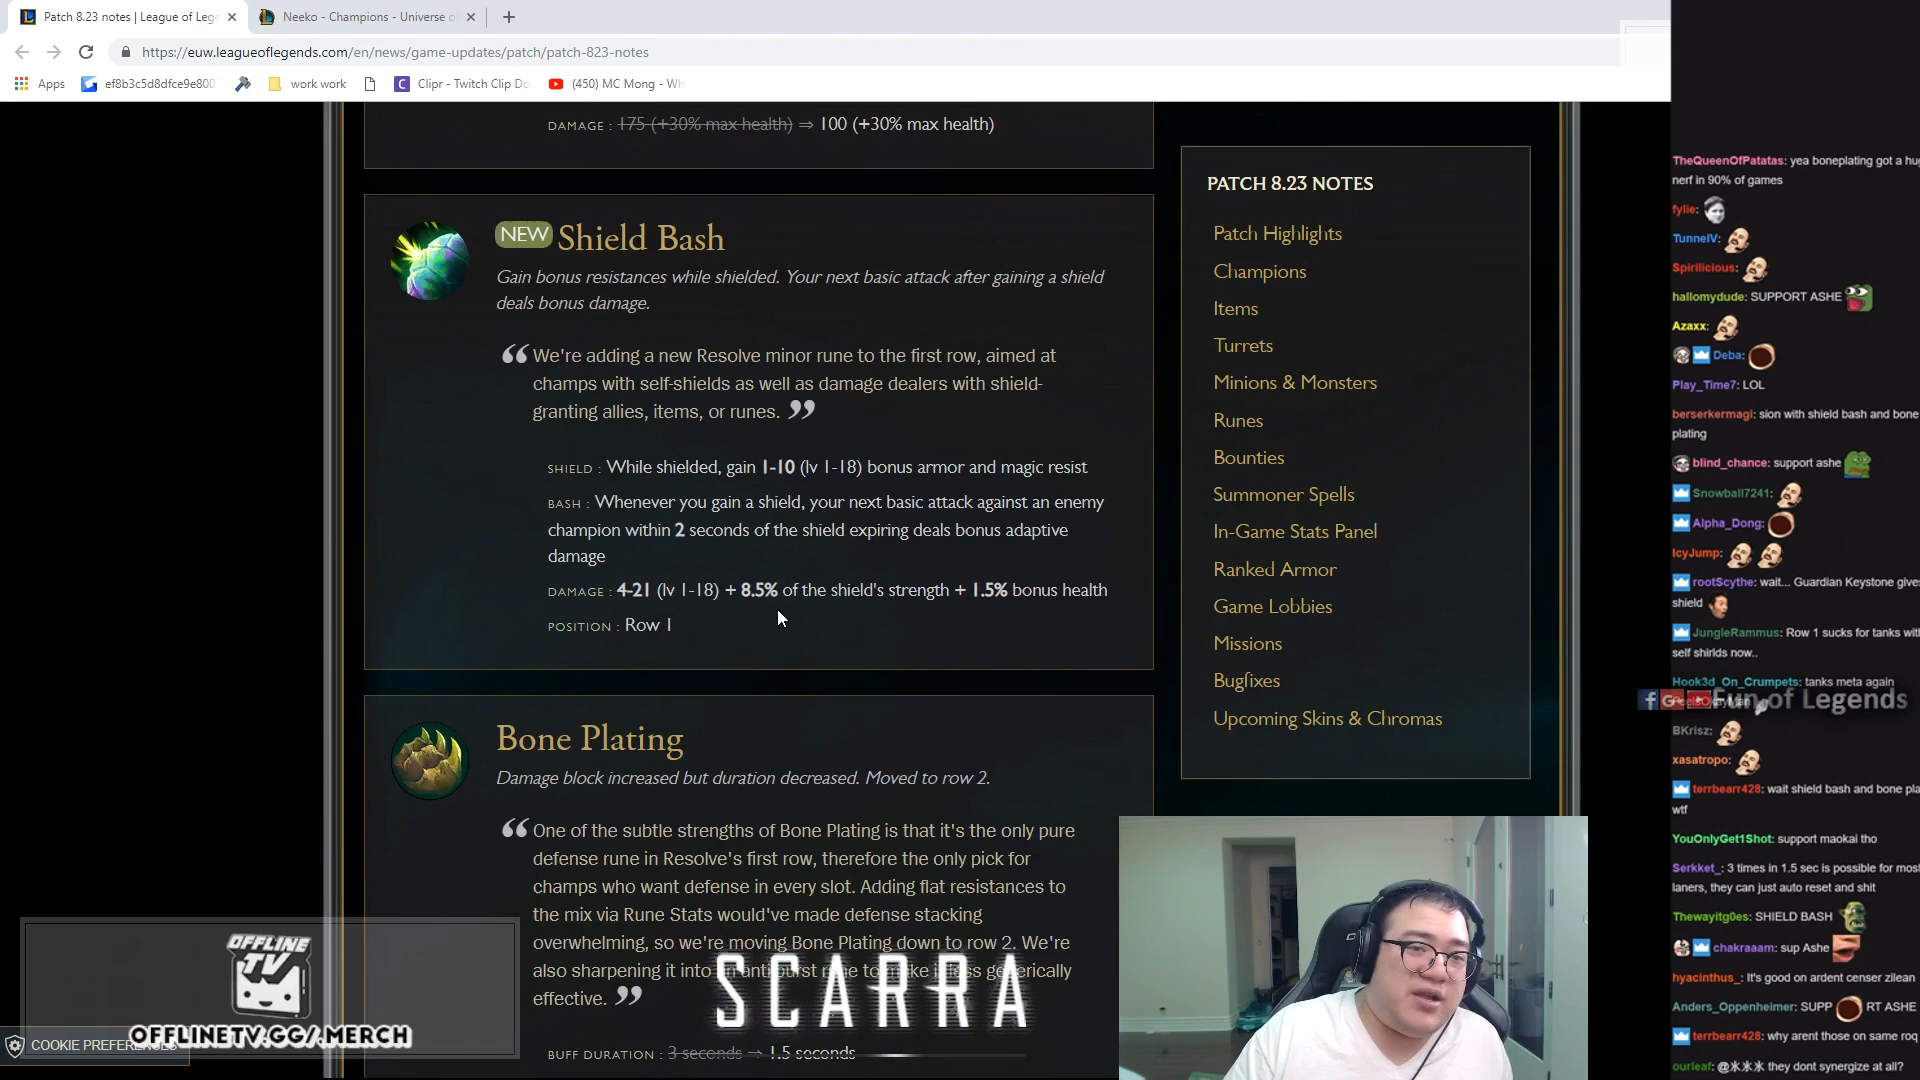 Patch 8.23 notes | League of Lege
Neeko - Champions - Universe o
https://euw.leagueoflegends.com/en/news/game-updates/patch/patch-823-notes
Apps
ef8b3c5d8dfce9e800
work work
Clipr - Twitch Clip Do
(450) MC Mong - Wh
DAMAGE : 175 (+30% max health) ⇒ 100 (+30% max health)
NEW Shield Bash
Gain bonus resistances while shielded. Your next basic attack after gaining a shield
deals bonus damage.
“ We're adding a new Resolve minor rune to the first row, aimed at
champs with self-shields as well as damage dealers with shield-
granting allies, items, or runes. ”
SHIELD : While shielded, gain 1-10 (lv 1-18) bonus armor and magic resist
BASH : Whenever you gain a shield, your next basic attack against an enemy
champion within 2 seconds of the shield expiring deals bonus adaptive
damage
DAMAGE : 4-21 (lv 1-18) + 8.5% of the shield's strength + 1.5% bonus health
POSITION : Row 1
Bone Plating
Damage block increased but duration decreased. Moved to row 2.
“ One of the subtle strengths of Bone Plating is that it's the only pure
defense rune in Resolve's first row, therefore the only pick for
champs who want defense in every slot. Adding flat resistances to
the mix via Rune Stats would've made defense stacking
overwhelming, so we're moving Bone Plating down to row 2. We're
also sharpening it into an antiburst rune to make it less generically
effective. ”
BUFF DURATION : 3 seconds ⇒ 1.5 seconds
PATCH 8.23 NOTES
Patch Highlights
Champions
Items
Turrets
Minions & Monsters
Runes
Bounties
Summoner Spells
In-Game Stats Panel
Ranked Armor
Game Lobbies
Missions
Bugfixes
Upcoming Skins & Chromas
OFFLINE
TV
OFFLINETV.GG/MERCH
COOKIE PREFERENCES
SCARRA
Fun of Legends
TheQueenOfPatatas: yea boneplating got a hug
nerf in 90% of games
fylie:
TunnelV:
Spirilicious:
hallomydude: SUPPORT ASHE
Azaxx:
Deba:
Play_Time7: LOL
berserkermagi: sion with shield bash and bone
plating
blind_chance: support ashe
Snowball7241:
Alpha_Dong:
IcyJump:
rootScythe: wait... Guardian Keystone gives
shield
JungleRammus: Row 1 sucks for tanks with
self shirlds now..
Hook3d_On_Crumpets: tanks meta again
BKrisz:
xasatropo:
terrbearr428: wait shield bash and bone pla
wtf
YouOnlyGet1Shot: support maokai tho
Serkket_: 3 times in 1.5 sec is possible for most
laners, they can just auto reset and shit
Thewayitg0es: SHIELD BASH
chakraaam: sup Ashe
hyacinthus_: It's good on ardent censer zilean
Anders_Oppenheimer: SUPP RT ASHE
terrbearr428: why arent those on same roq
ourleaf: @水水水 they dont synergize at all?